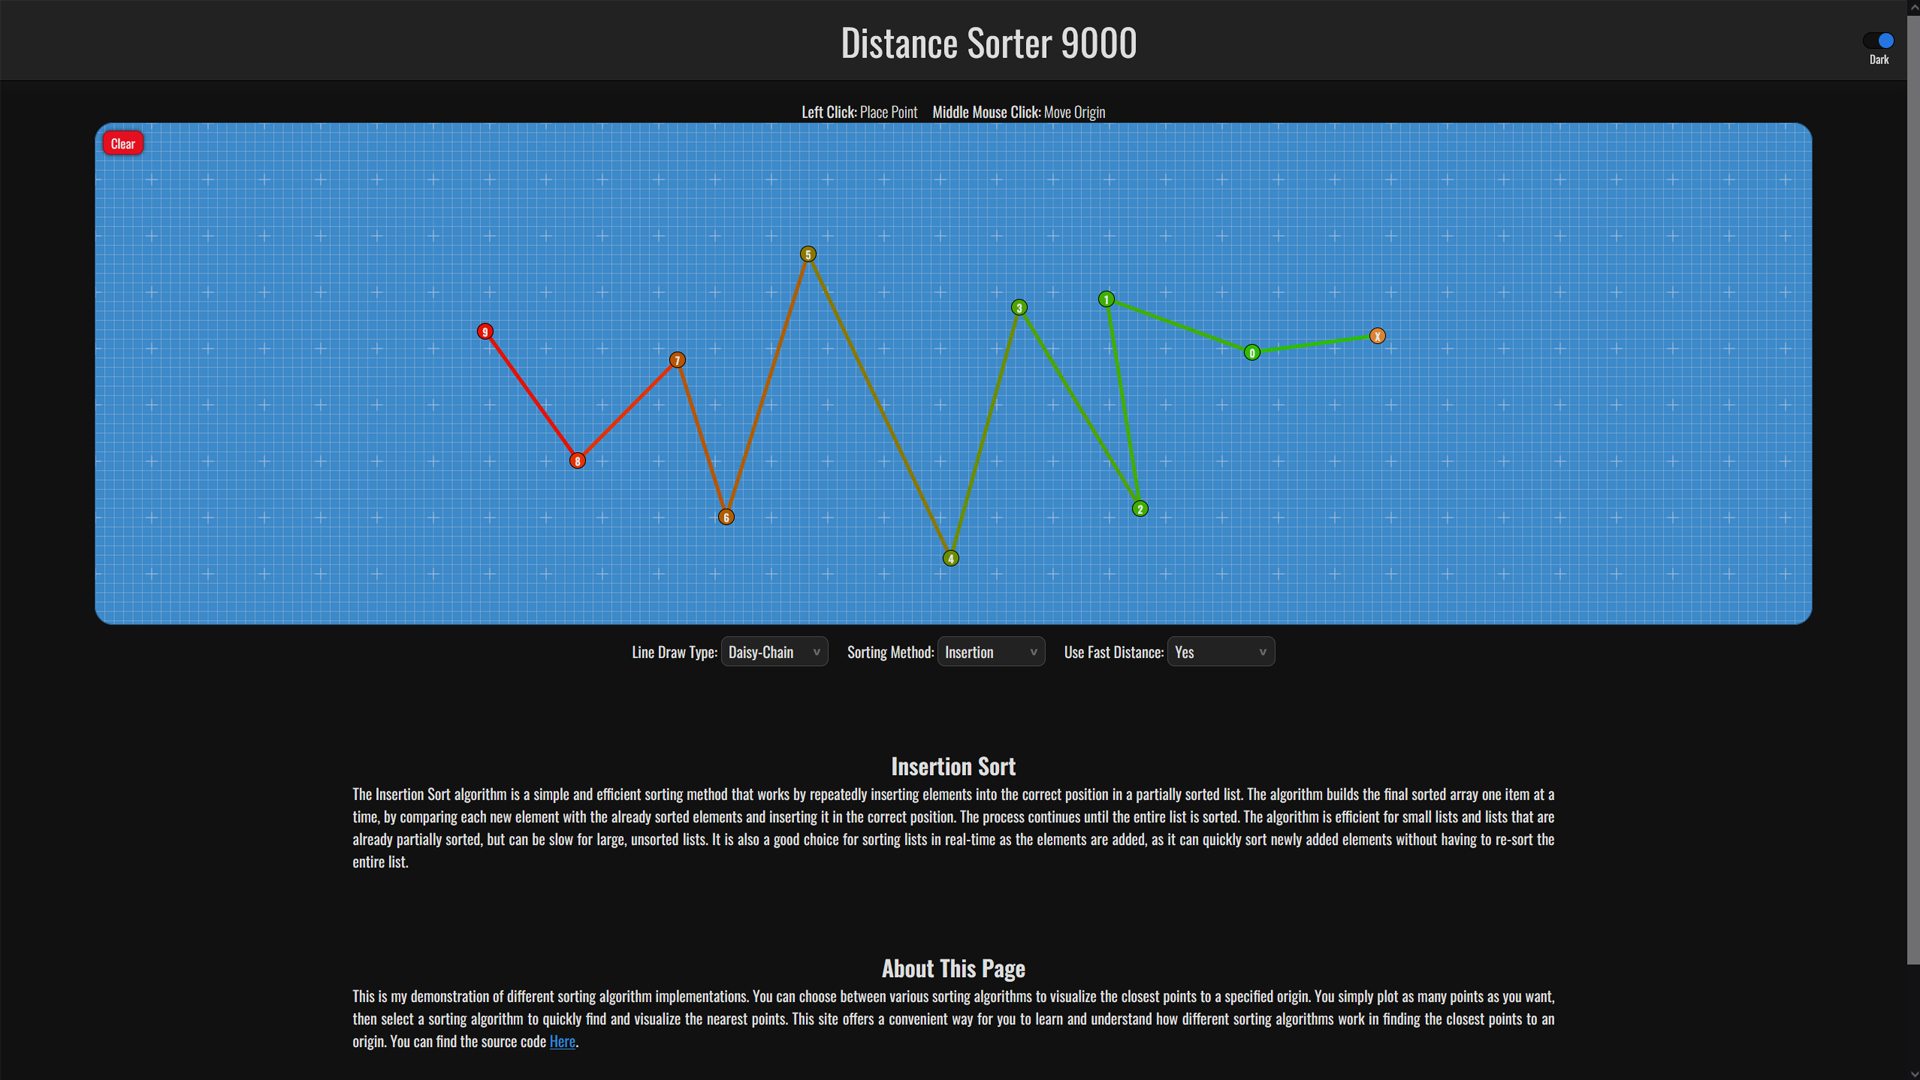 Distance Sorter 9000
Dark
Left Click: Place Point Middle Mouse Click: Move Origin
Clear
5
1
3
9
X
0
7
8
2
6
4
Line Draw Type: Daisy-Chain v Sorting Method: Insertion v Use Fast Distance: Yes v
Insertion Sort
The Insertion Sort algorithm is a simple and efficient sorting method that works by repeatedly inserting elements into the correct position in a partially sorted list. The algorithm builds the final sorted array one item at a
time, by comparing each new element with the already sorted elements and inserting it in the correct position. The process continues until the entire list is sorted. The algorithm is efficient for small lists and lists that are
already partially sorted, but can be slow for large, unsorted lists. It is also a good choice for sorting lists in real-time as the elements are added, as it can quickly sort newly added elements without having to re-sort the
entire list.
About This Page
This is my demonstration of different sorting algorithm implementations. You can choose between various sorting algorithms to visualize the closest points to a specified origin. You simply plot as many points as you want,
then select a sorting algorithm to quickly find and visualize the nearest points. This site offers a convenient way for you to learn and understand how different sorting algorithms work in finding the closest points to an
origin. You can find the source code Here.